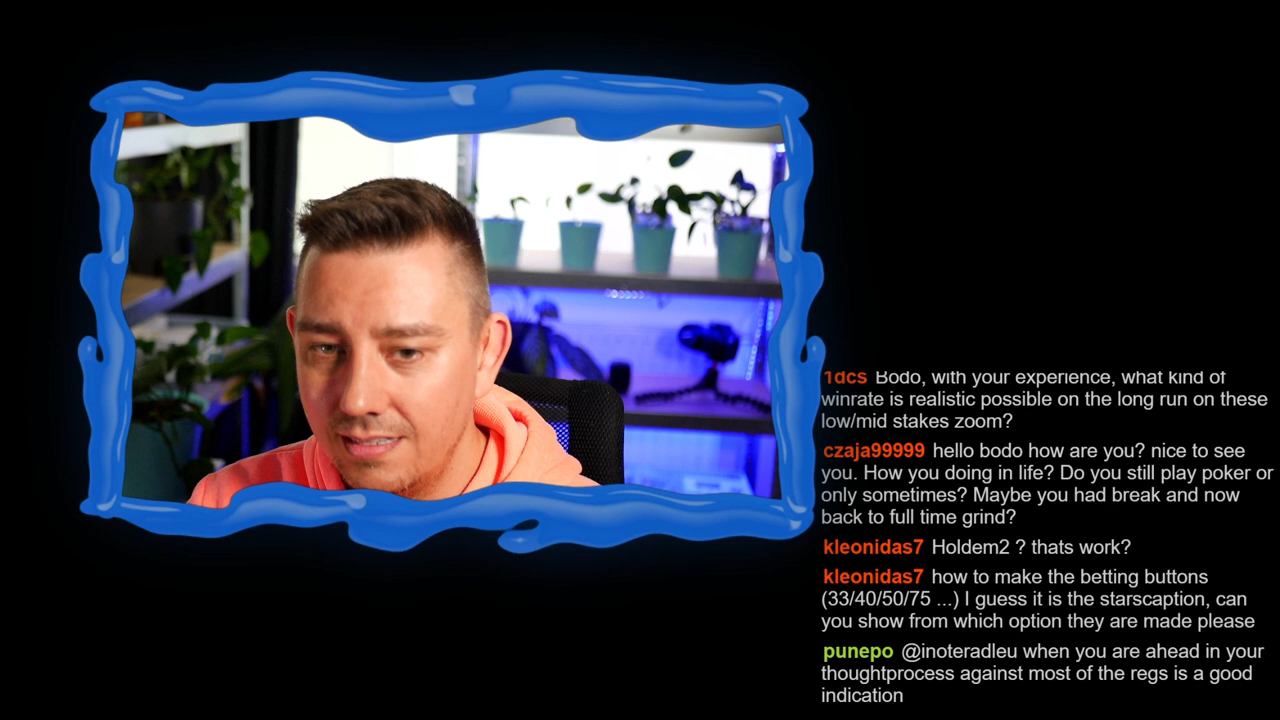 1dcs Bodo, with your experience, what kind of
winrate is realistic possible on the long run on these
low/mid stakes zoom?
czaja99999 hello bodo how are you? nice to see
you. How you doing in life? Do you still play poker or
only sometimes? Maybe you had break and now
back to full time grind?
kleonidas7 Holdem2 ? thats work?
kleonidas7 how to make the betting buttons
(33/40/50/75 ...) I guess it is the starscaption, can
you show from which option they are made please
punepo @inoteradleu when you are ahead in your
thoughtprocess against most of the regs is a good
indication